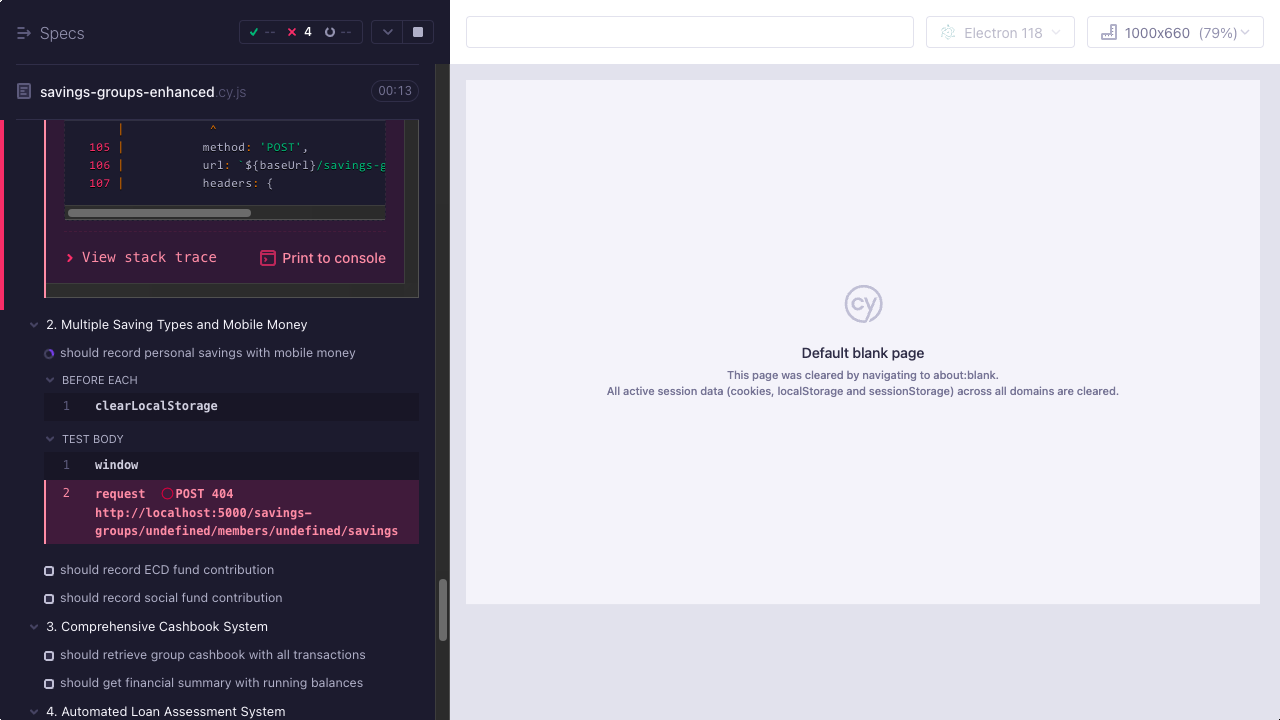 Specs
-- 4 --
Electron 118
1000x660 (79%)
savings-groups-enhanced.cy.js
00:13
| ^
105 | method: 'POST',
106 | url: `${baseUrl}/savings-g
107 | headers: {
View stack trace
Print to console
2. Multiple Saving Types and Mobile Money
should record personal savings with mobile money
BEFORE EACH
1 clearLocalStorage
TEST BODY
1 window
2 request POST 404
http://localhost:5000/savings-
groups/undefined/members/undefined/savings
should record ECD fund contribution
should record social fund contribution
3. Comprehensive Cashbook System
should retrieve group cashbook with all transactions
should get financial summary with running balances
4. Automated Loan Assessment System
cy
Default blank page
This page was cleared by navigating to about:blank.
All active session data (cookies, localStorage and sessionStorage) across all domains are cleared.